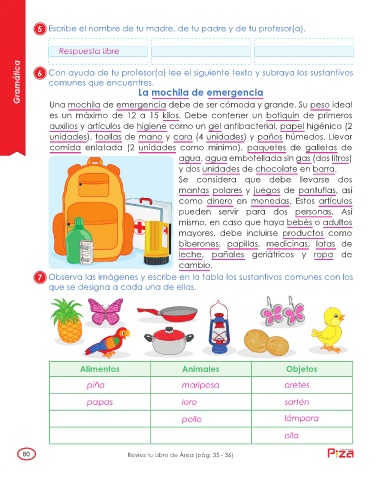 5 Escribe el nombre de tu madre, de tu padre y de tu profesor(a).
Respuesta libre
Gramática
6 Con ayuda de tu profesor(a) lee el siguiente texto y subraya los sustantivos
comunes que encuentres.
La mochila de emergencia
Una mochila de emergencia debe de ser cómoda y grande. Su peso ideal
es un máximo de 12 a 15 kilos. Debe contener un botiquín de primeros
auxilios y artículos de higiene como un gel antibacterial, papel higénico (2
unidades), toallas de mano y cara (4 unidades) y paños húmedos. Llevar
comida enlatada (2 unidades como mínimo), paquetes de galletas de
agua, agua embotellada sin gas (dos litros)
y dos unidades de chocolate en barra.
Se considera que debe llevarse dos
mantas polares y juegos de pantuflas, así
como dinero en monedas. Estos artículos
pueden servir para dos personas. Así
mismo, en caso que haya bebés o adultos
mayores, debe incluirse productos como
biberones, papillas, medicinas, latas de
leche, pañales geriátricos y ropa de
cambio.
7 Observa las imágenes y escribe en la tabla los sustantivos comunes con los
que se designa a cada una de ellas.
Alimentos Animales Objetos
piña mariposa aretes
papas loro sartén
pollo lámpara
olla
80 Revisa tu Libro de Área (pág. 35 - 36)